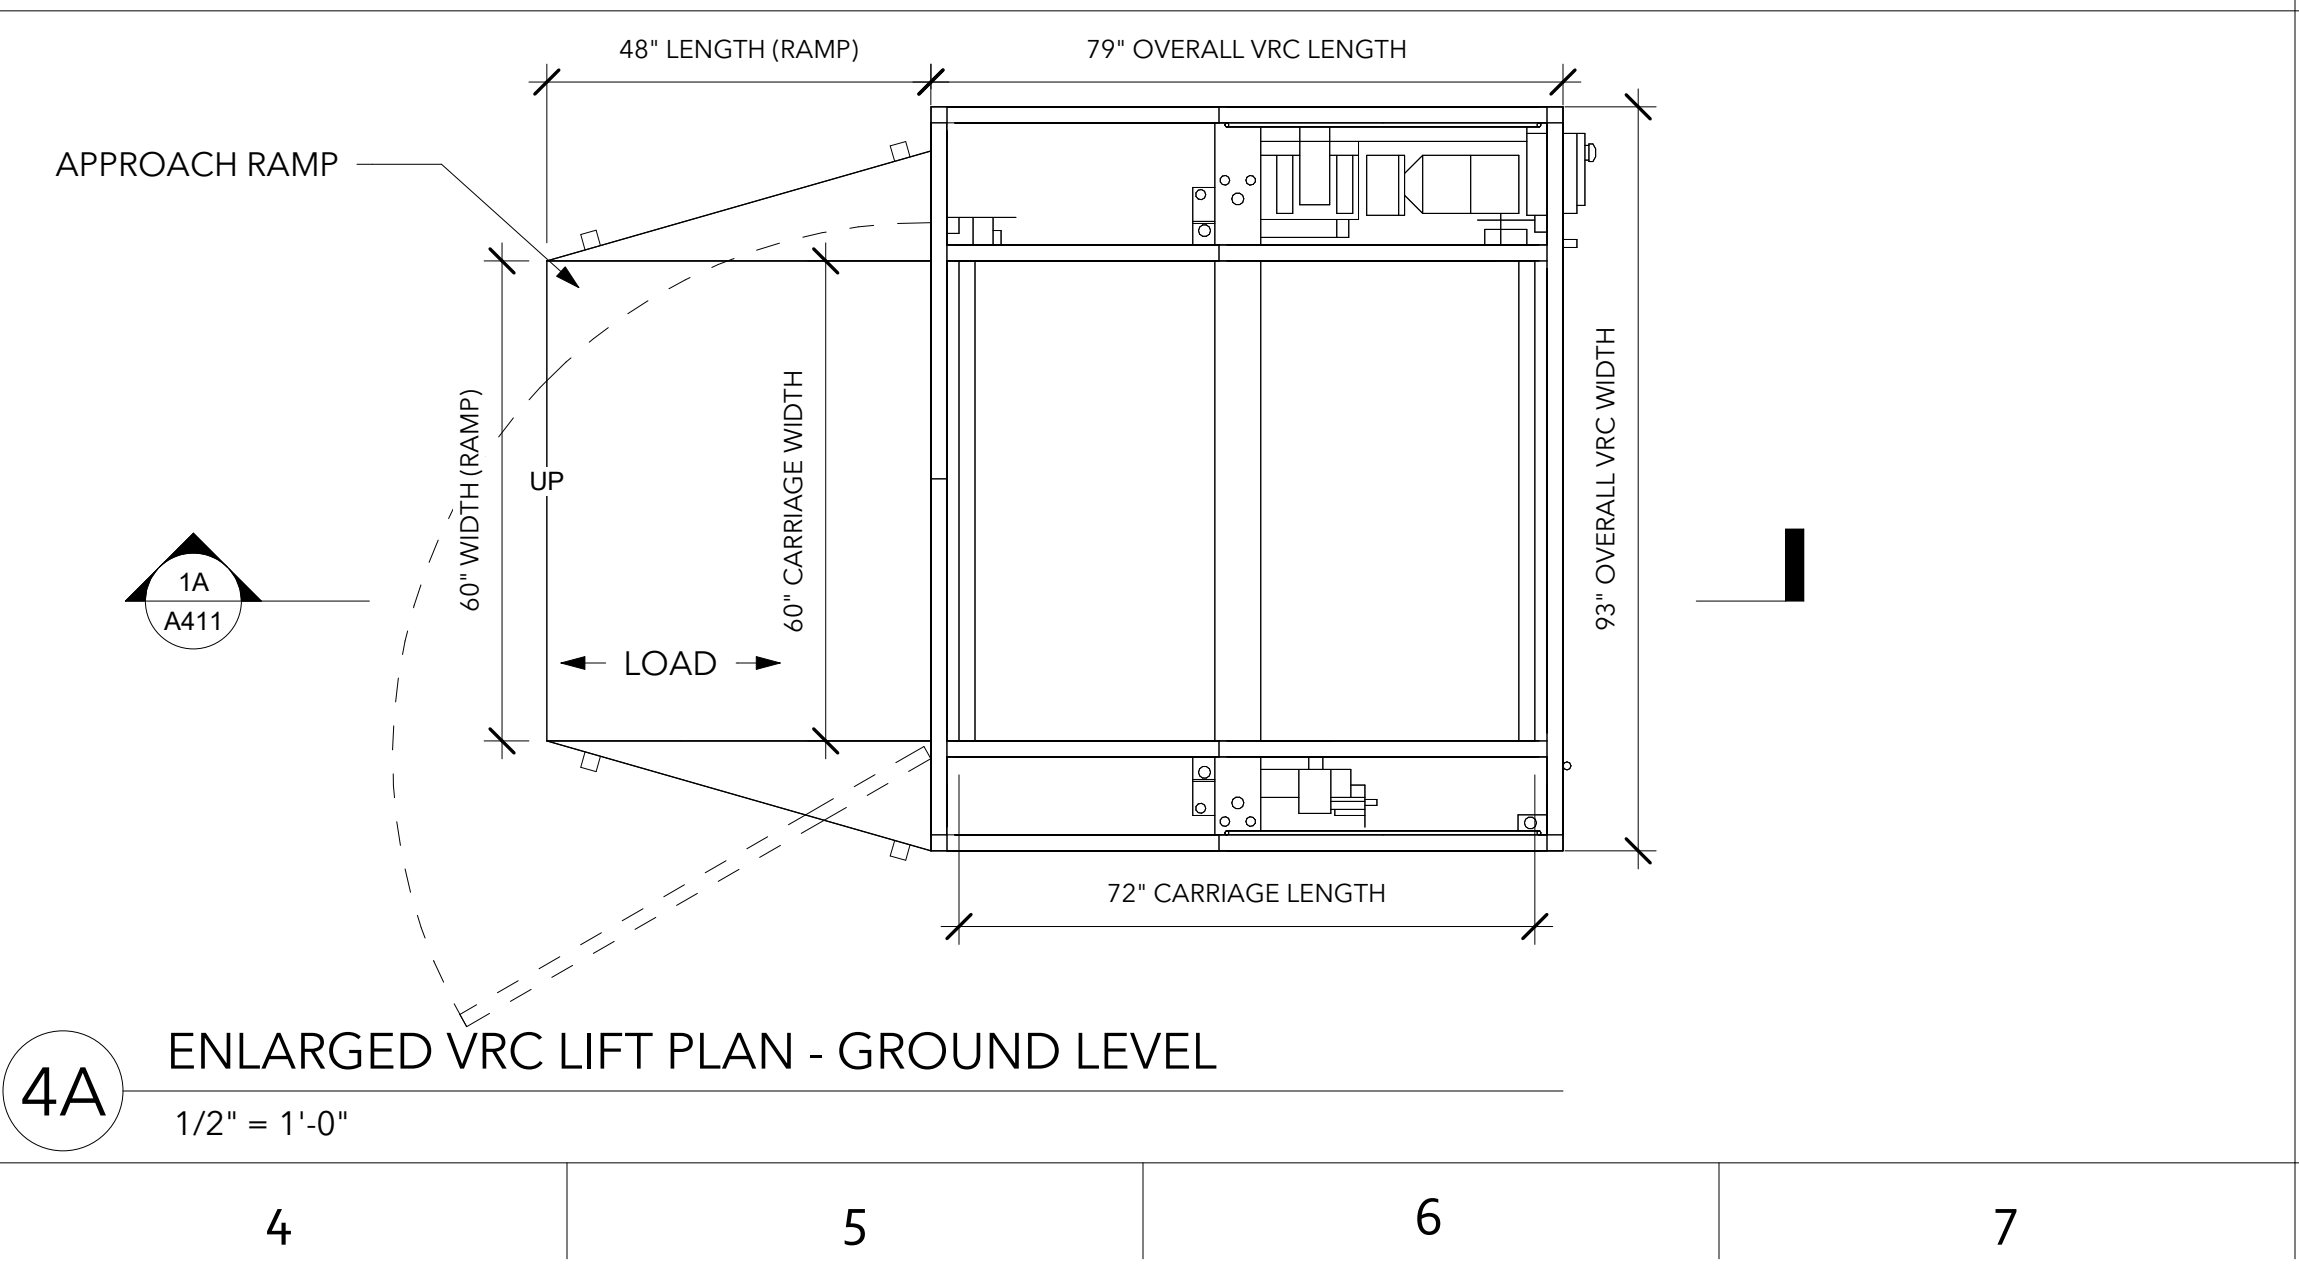 48" LENGTH (RAMP)
79" OVERALL VRC LENGTH
APPROACH RAMP
60" WIDTH (RAMP)
UP
60" CARRIAGE WIDTH
93" OVERALL VRC WIDTH
1A
A411
LOAD
72" CARRIAGE LENGTH
4A
ENLARGED VRC LIFT PLAN - GROUND LEVEL
1/2" = 1'-0"
4
5
6
7